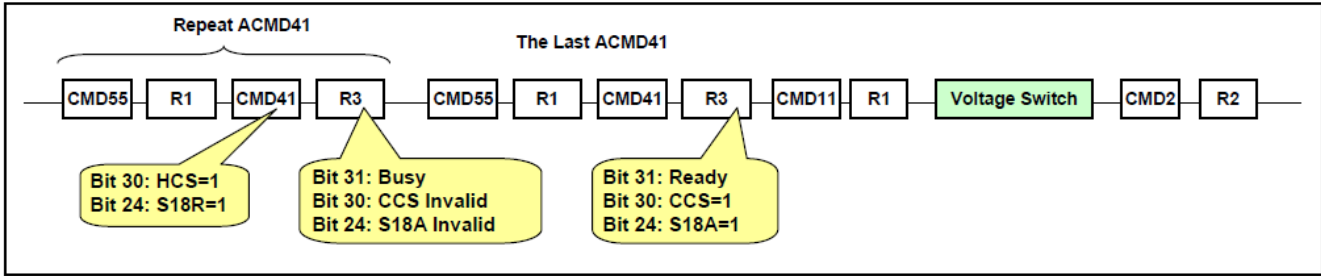 Repeat ACMD41
The Last ACMD41
CMD55 R1 CMD41 R3 CMD55 R1 CMD41 R3 CMD11 R1 Voltage Switch CMD2 R2
Bit 30: HCS=1
Bit 24: S18R=1
Bit 31: Busy
Bit 30: CCS Invalid
Bit 24: S18A Invalid
Bit 31: Ready
Bit 30: CCS=1
Bit 24: S18A=1